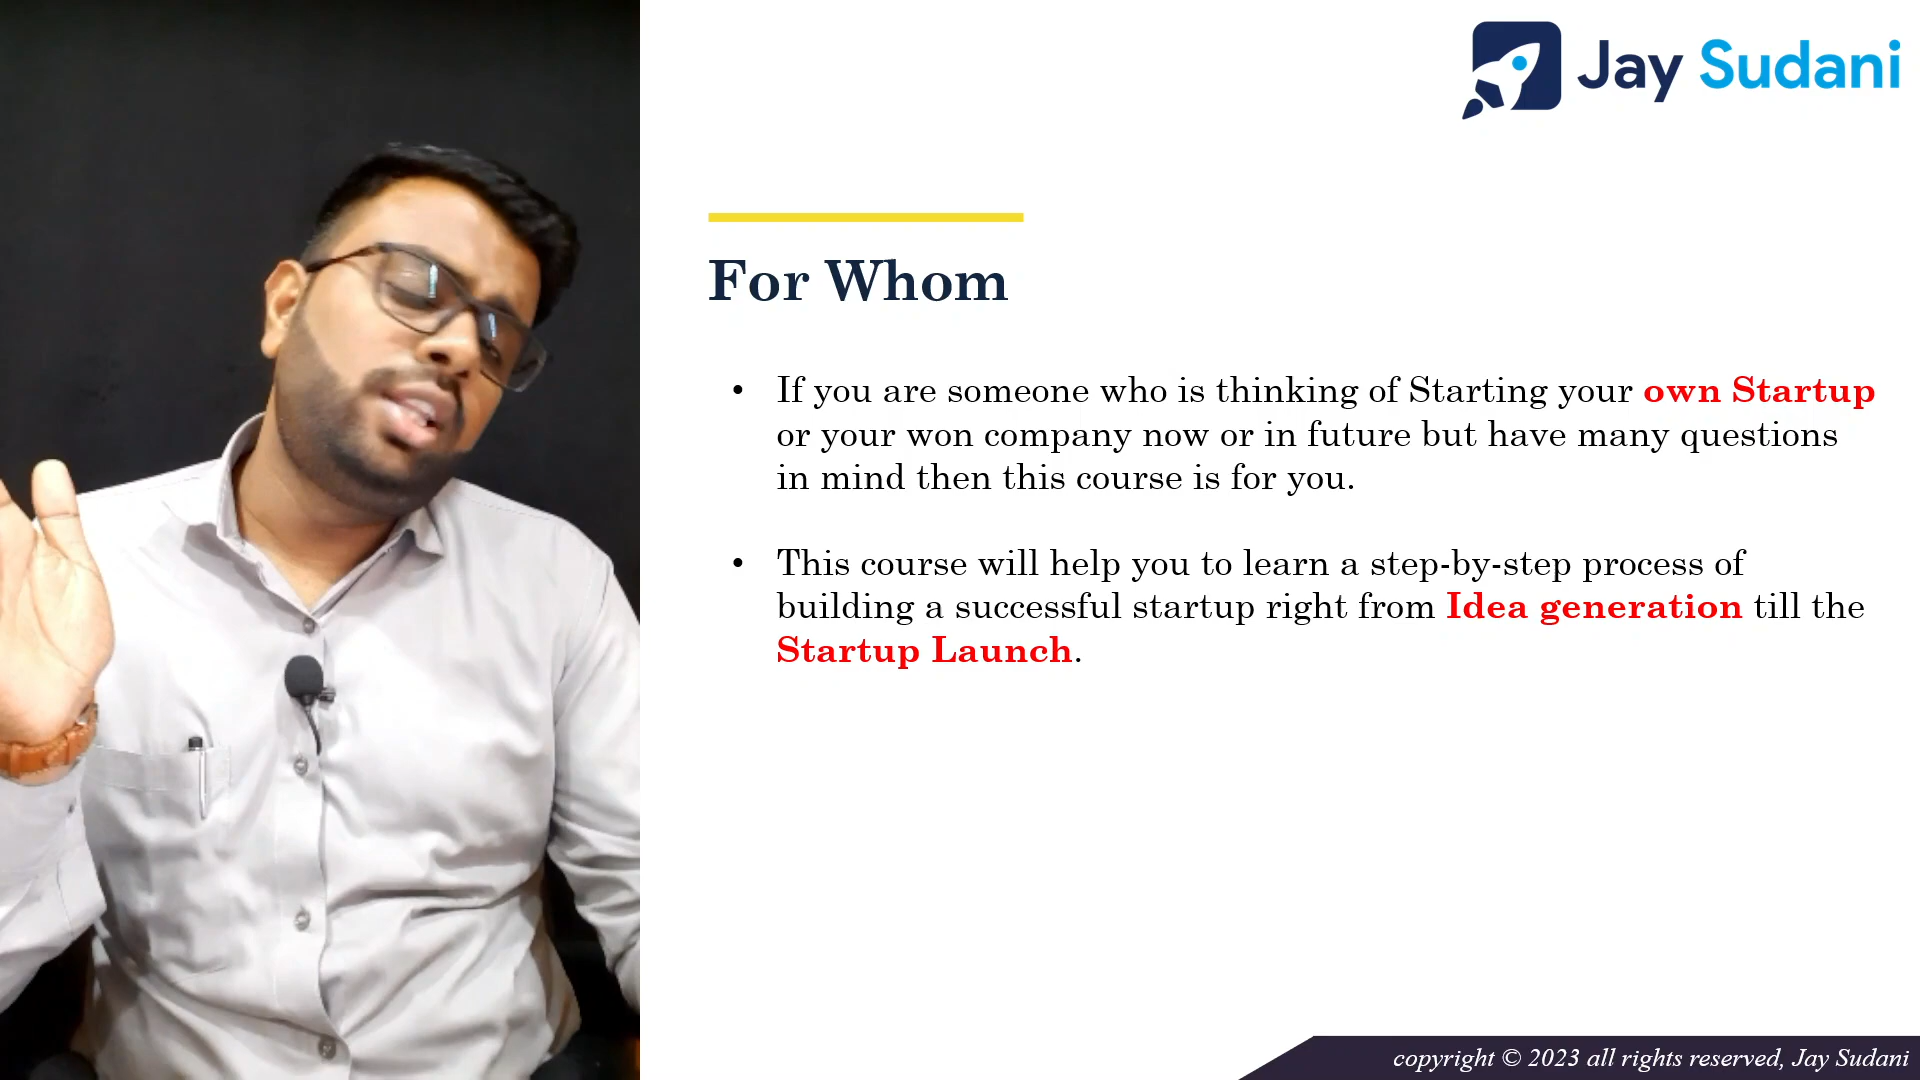 Jay Sudani
For Whom
• If you are someone who is thinking of Starting your own Startup
or your won company now or in future but have many questions
in mind then this course is for you.
• This course will help you to learn a step-by-step process of
building a successful startup right from Idea generation till the
Startup Launch.
copyright © 2023 all rights reserved, Jay Sudani